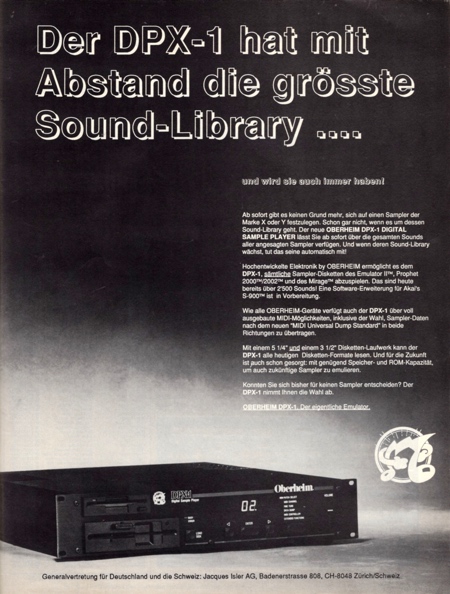 Der DPX-1 hat mit
Abstand die grösste
Sound-Library ....
und wird sie auch immer haben!
Ab sofort gibt es keinen Grund mehr, sich auf einen Sampler der
Marke X oder Y festzulegen. Schon gar nicht, wenn es um dessen
Sound-Library geht. Der neue OBERHEIM DPX-1 DIGITAL
SAMPLE PLAYER lässt Sie ab sofort über die gesamten Sounds
aller angesagten Sampler verfügen. Und wenn deren Sound-Library
wächst, tut das seine automatisch mit!
Hochentwickelte Elektronik by OBERHEIM ermöglicht es dem
DPX-1, sämtliche Sampler-Disketten des Emulator II™, Prophet
2000™/2002™ und des Mirage™ abzuspielen. Das sind heute
bereits über 2'500 Sounds! Eine Software-Erweiterung für Akai's
S-900™ ist in Vorbereitung.
Wie alle OBERHEIM-Geräte verfügt auch der DPX-1 über voll
ausgebaute MIDI-Möglichkeiten, inklusive der Wahl, Sampler-Daten
nach dem neuen "MIDI Universal Dump Standard" in beide
Richtungen zu übertragen.
Mit einem 5 1/4" und einem 3 1/2" Disketten-Laufwerk kann der
DPX-1 alle heutigen Disketten-Formate lesen. Und für die Zukunft
ist auch schon gesorgt: mit genügend Speicher- und ROM-Kapazität,
um auch zukünftige Sampler zu emulieren.
Konnten Sie sich bisher für keinen Sampler entscheiden? Der
DPX-1 nimmt Ihnen die Wahl ab.
OBERHEIM DPX-1. Der eigentliche Emulator.
DPX-1
Digital Sample Player
Oberheim
02.
VOLUME
Generalvertretung für Deutschland und die Schweiz: Jacques Isler AG, Badenerstrasse 808, CH-8048 Zürich/Schweiz.